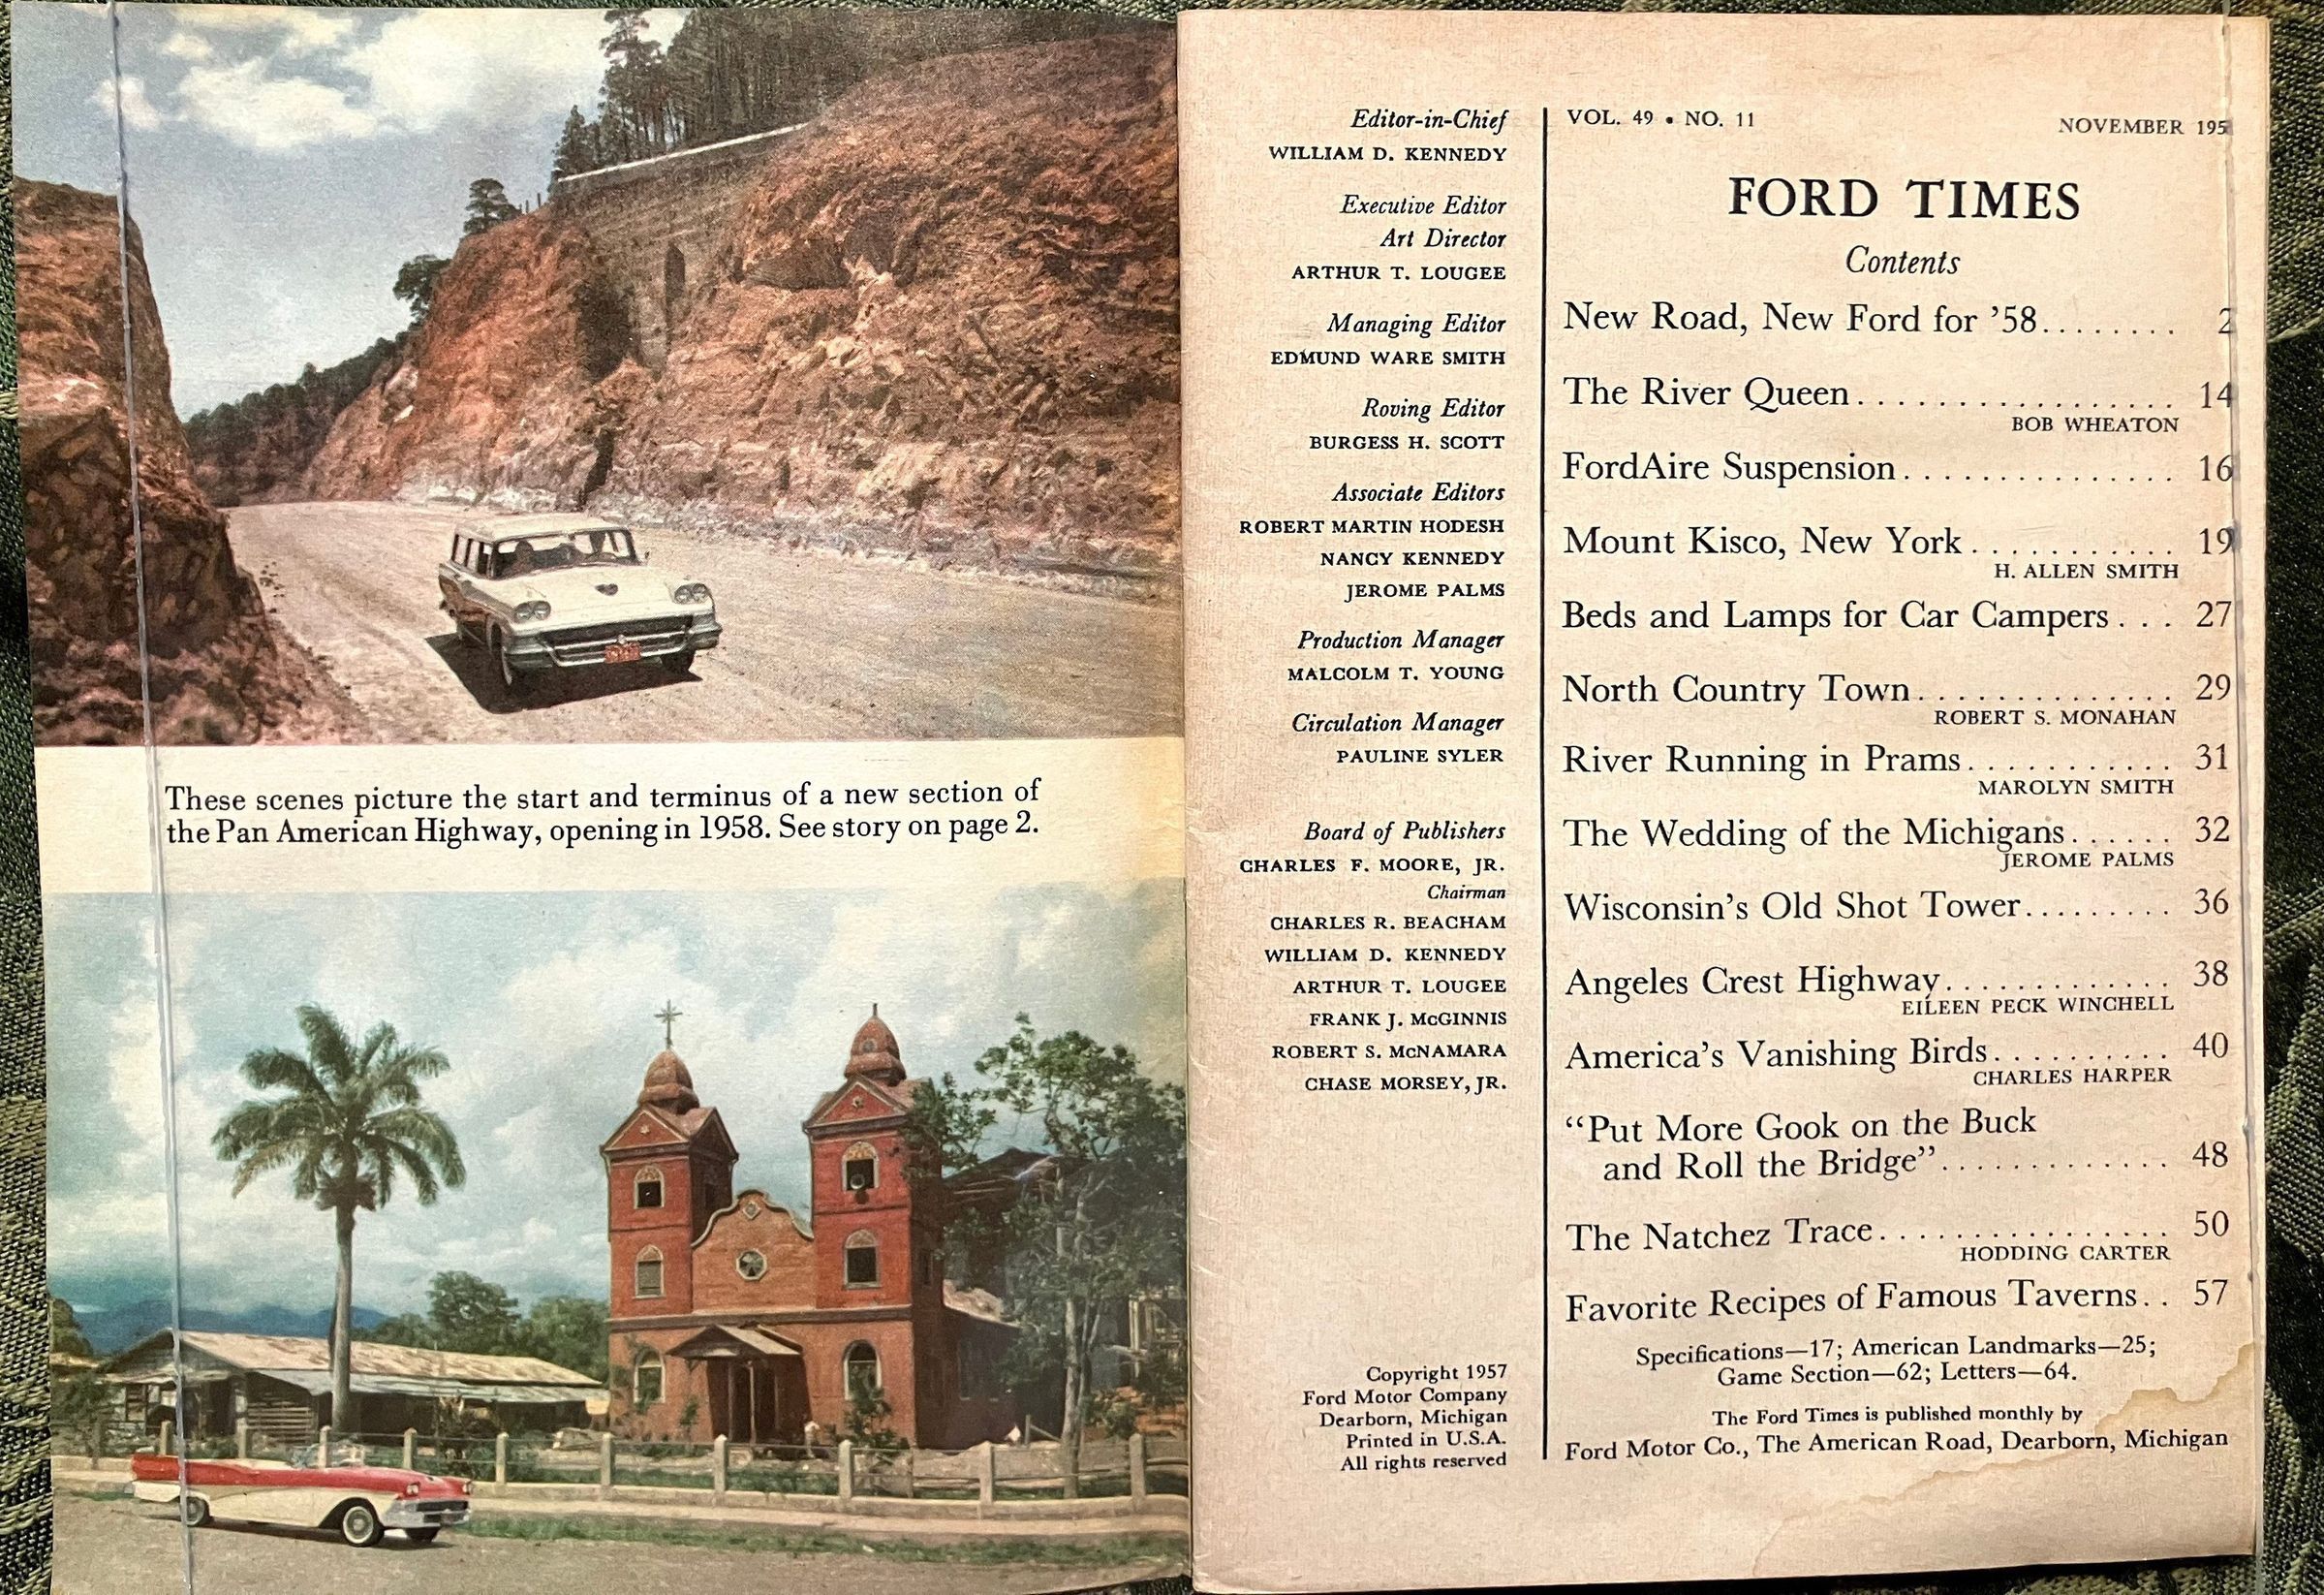 These scenes picture the start and terminus of a new section of
the Pan American Highway, opening in 1958. See story on page 2.
Editor-in-Chief
WILLIAM D. KENNEDY
Executive Editor
Art Director
ARTHUR T. LOUGEE
Managing Editor
EDMUND WARE SMITH
Roving Editor
BURGESS H. SCOTT
Associate Editors
ROBERT MARTIN HODESH
NANCY KENNEDY
JEROME PALMS
Production Manager
MALCOLM T. YOUNG
Circulation Manager
PAULINE SYLER
Board of Publishers
CHARLES F. MOORE, JR.
Chairman
CHARLES R. BEACHAM
WILLIAM D. KENNEDY
ARTHUR T. LOUGEE
FRANK J. McGINNIS
ROBERT S. McNAMARA
CHASE MORSEY, JR.
Copyright 1957
Ford Motor Company
Dearborn, Michigan
Printed in U.S.A.
All rights reserved
VOL. 49 • NO. 11 NOVEMBER 195
FORD TIMES
Contents
New Road, New Ford for ’58........ 2
The River Queen.................. 14
BOB WHEATON
FordAire Suspension............... 16
Mount Kisco, New York........... 19
H. ALLEN SMITH
Beds and Lamps for Car Campers... 27
North Country Town.............. 29
ROBERT S. MONAHAN
River Running in Prams........... 31
MAROLYN SMITH
The Wedding of the Michigans...... 32
JEROME PALMS
Wisconsin’s Old Shot Tower......... 36
Angeles Crest Highway............. 38
EILEEN PECK WINCHELL
America’s Vanishing Birds.......... 40
CHARLES HARPER
“Put More Gook on the Buck
and Roll the Bridge”............. 48
The Natchez Trace................ 50
HODDING CARTER
Favorite Recipes of Famous Taverns.. 57
Specifications—17; American Landmarks—25;
Game Section—62; Letters—64.
The Ford Times is published monthly by
Ford Motor Co., The American Road, Dearborn, Michigan